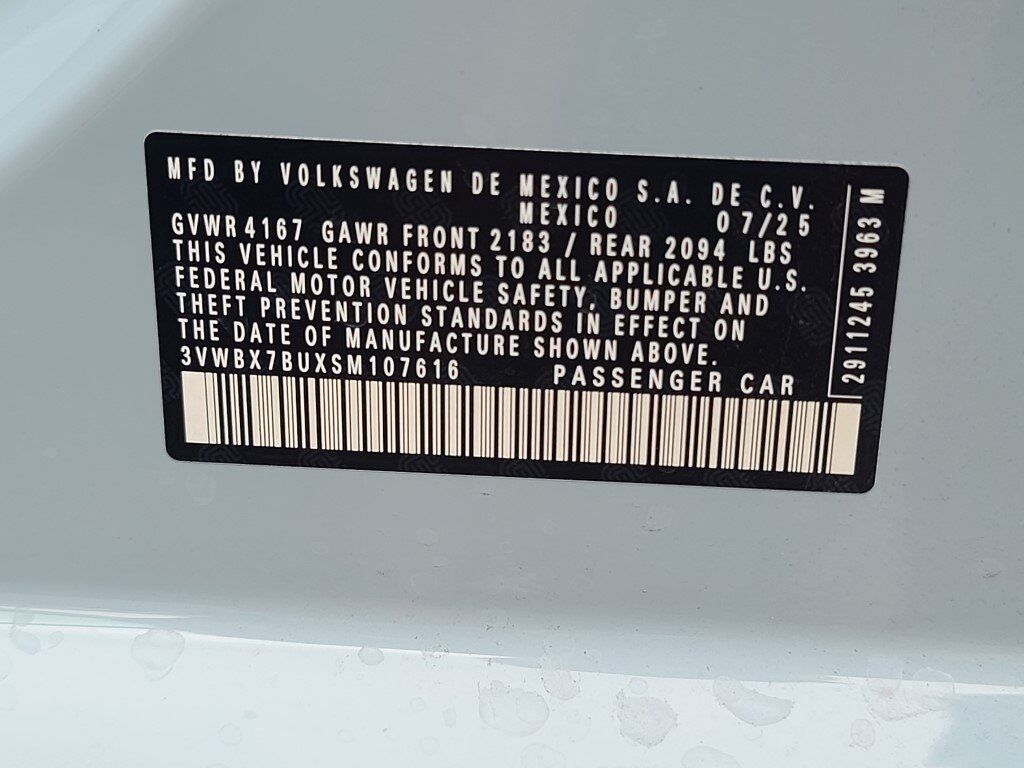 MFD BY VOLKSWAGEN DE MEXICO S.A. DE C.V.
MEXICO 07/25
GVWR 4167 GAWR FRONT 2183 / REAR 2094 LBS
THIS VEHICLE CONFORMS TO ALL APPLICABLE U.S.
FEDERAL MOTOR VEHICLE SAFETY, BUMPER AND
THEFT PREVENTION STANDARDS IN EFFECT ON
THE DATE OF MANUFACTURE SHOWN ABOVE.
3VWBX7BUXSM107616 PASSENGER CAR
2911245 3963 M